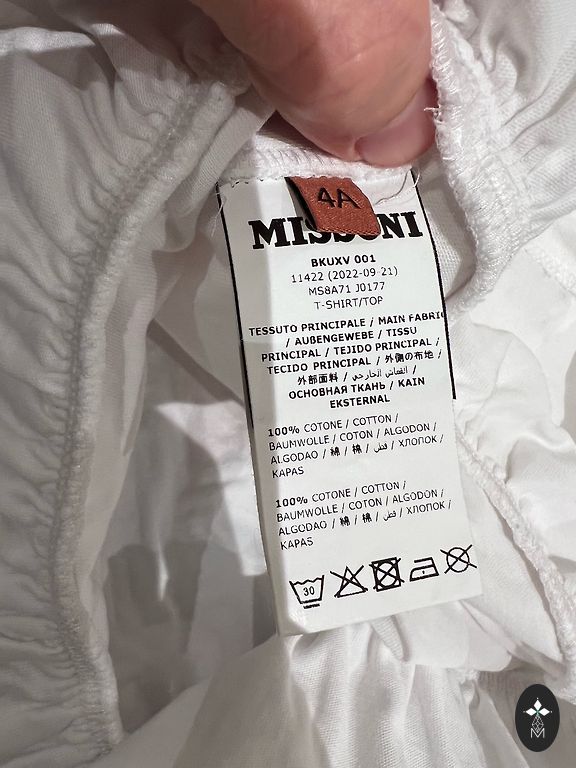 4A
MISSONI
BKUXV 001
11422 (2022-09-21)
MS8A71 J0177
T-SHIRT/TOP
TESSUTO PRINCIPALE / MAIN FABRIC
/ AUßENGEWEBE / TISSU
PRINCIPAL / TEJIDO PRINCIPAL /
TECIDO PRINCIPAL / 外側の布地 /
外部面料 / القماش الخارجي /
ОСНОВНАЯ ТКАНЬ / KAIN
EKSTERNAL
100% COTONE / COTTON /
BAUMWOLLE / COTON / ALGODON /
ALGODAO / 綿 / 棉 / قطن / ХЛОПОК /
KAPAS
100% COTONE / COTTON /
BAUMWOLLE / COTON / ALGODON /
ALGODAO / 綿 / 棉 / قطن / ХЛОПОК /
KAPAS
30
M